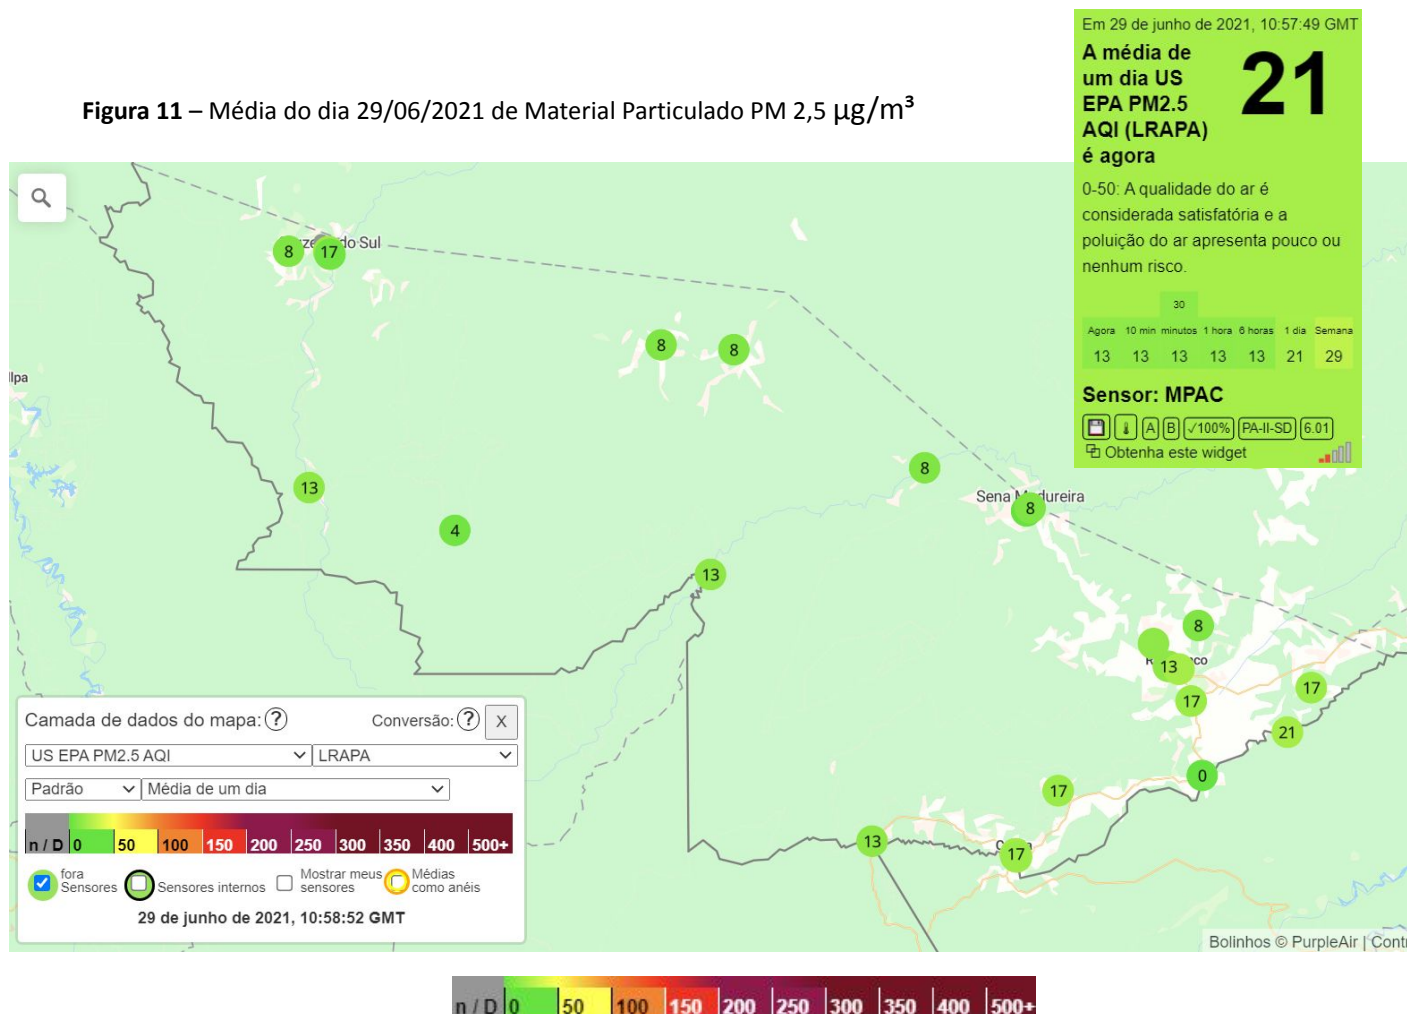 Em 29 de junho de 2021, 10:57:49 GMT
A média de
um dia US
EPA PM2.5
AQI (LRAPA)
é agora
21
0-50: A qualidade do ar é
considerada satisfatória e a
poluição do ar apresenta pouco ou
nenhum risco.
30
Agora 10 min minutos 1 hora 6 horas 1 dia Semana
13 13 13 13 13 21 29
Sensor: MPAC
A B ✓100% PA-II-SD 6.01
Obtenha este widget
Figura 11 – Média do dia 29/06/2021 de Material Particulado PM 2,5 µg/m³
do Sul
8 17
8 8
lpa
13
8
Sena Madureira
8
4
13
8
13
17
17
21
0
17
13
17
Camada de dados do mapa: ? Conversão: ? X
US EPA PM2.5 AQI LRAPA
Padrão Média de um dia
n / D 0 50 100 150 200 250 300 350 400 500+
fora
Sensores
Sensores internos
Mostrar meus
sensores
Médias
como anéis
29 de junho de 2021, 10:58:52 GMT
Bolinhos © PurpleAir | Contr
n / D 0 50 100 150 200 250 300 350 400 500+